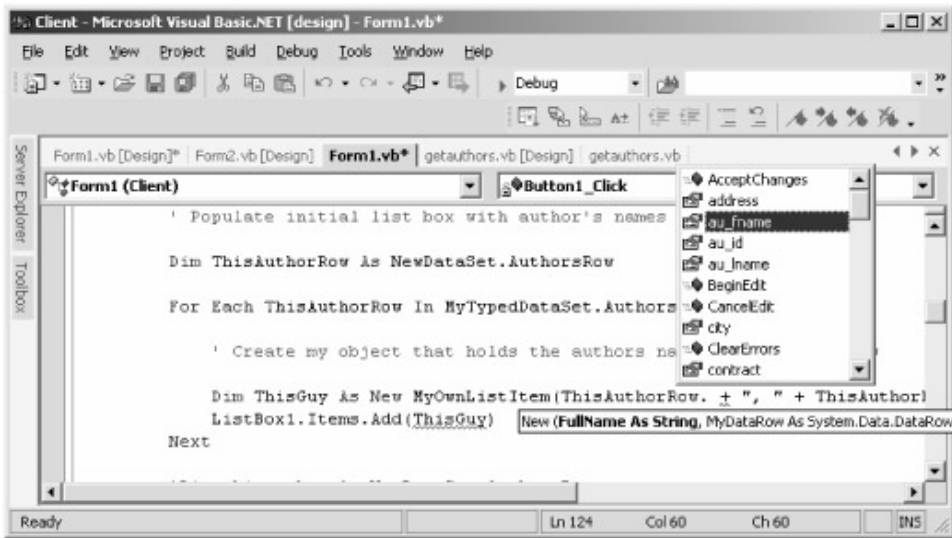 Client - Microsoft Visual Basic.NET [design] - Form1.vb*
File Edit View Project Build Debug Tools Window Help
Debug
Form1.vb [Design]* Form2.vb [Design] Form1.vb* getauthors.vb [Design] getauthors.vb
Form1 (Client) Button1_Click
Server Explorer
Toolbox
AcceptChanges
address
au_fname
au_id
au_lname
BeginEdit
CancelEdit
city
ClearErrors
contract
' Populate initial list box with author's names
Dim ThisAuthorRow As NewDataSet.AuthorsRow
For Each ThisAuthorRow In MyTypedDataSet.Authors
' Create my object that holds the authors na
Dim ThisGuy As New MyOwnListItem(ThisAuthorRow. + ", " + ThisAuthor
ListBox1.Items.Add(ThisGuy)
New (FullName As String, MyDataRow As System.Data.DataRow
Next
Ready Ln 124 Col 60 Ch 60 INS